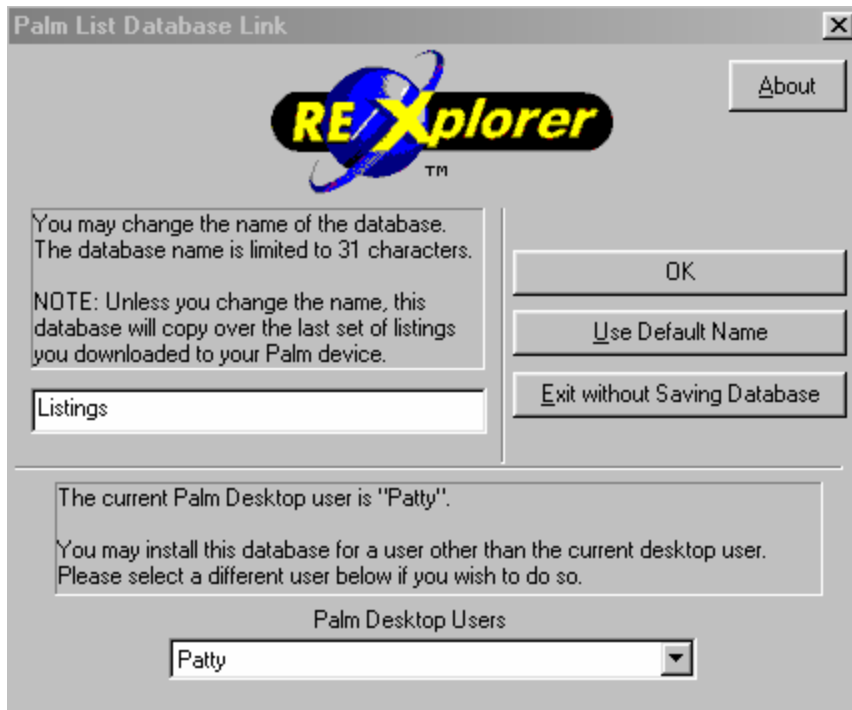 Palm List Database Link
About
RE/Xplorer
TM
You may change the name of the database.
The database name is limited to 31 characters.
NOTE: Unless you change the name, this
database will copy over the last set of listings
you downloaded to your Palm device.
Listings
OK
Use Default Name
Exit without Saving Database
The current Palm Desktop user is "Patty".
You may install this database for a user other than the current desktop user.
Please select a different user below if you wish to do so.
Palm Desktop Users
Patty